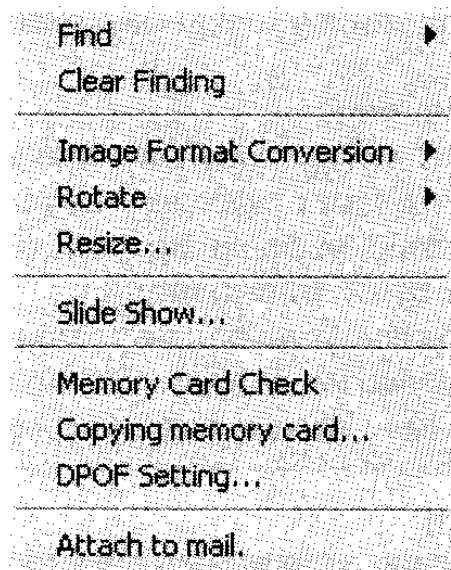 Find
Clear Finding
Image Format Conversion
Rotate
Resize...
Slide Show...
Memory Card Check
Copying memory card...
DPOF Setting...
Attach to mail.